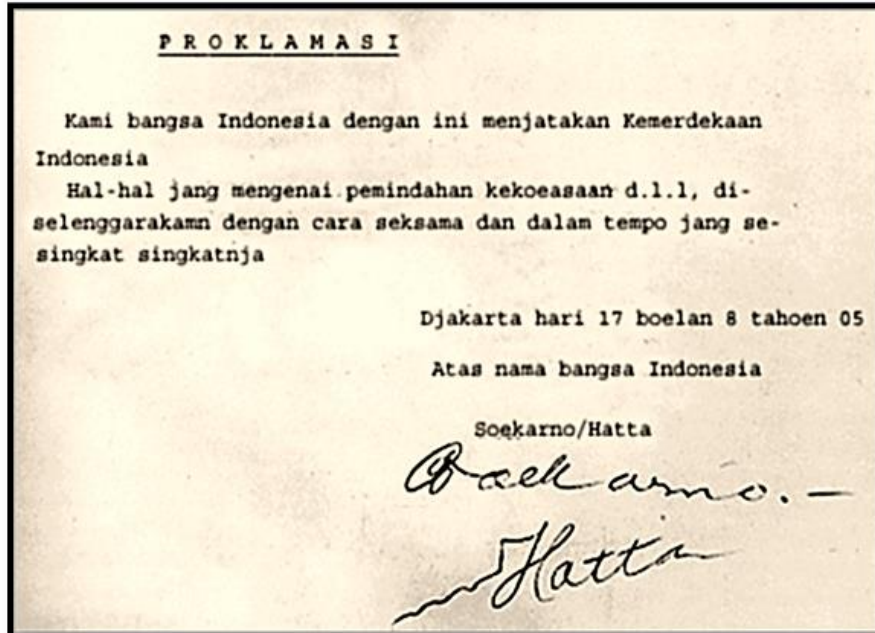 P R O K L A M A S I
Kami bangsa Indonesia dengan ini menjatakan Kemerdekaan
Indonesia
Hal-hal jang mengenai pemindahan kekoeasaan d.l.l, di-
selenggarakamn dengan cara seksama dan dalam tempo jang se-
singkat singkatnja
Djakarta hari 17 boelan 8 tahoen 05
Atas nama bangsa Indonesia
Soekarno/Hatta
Soekarno.—
Hatta